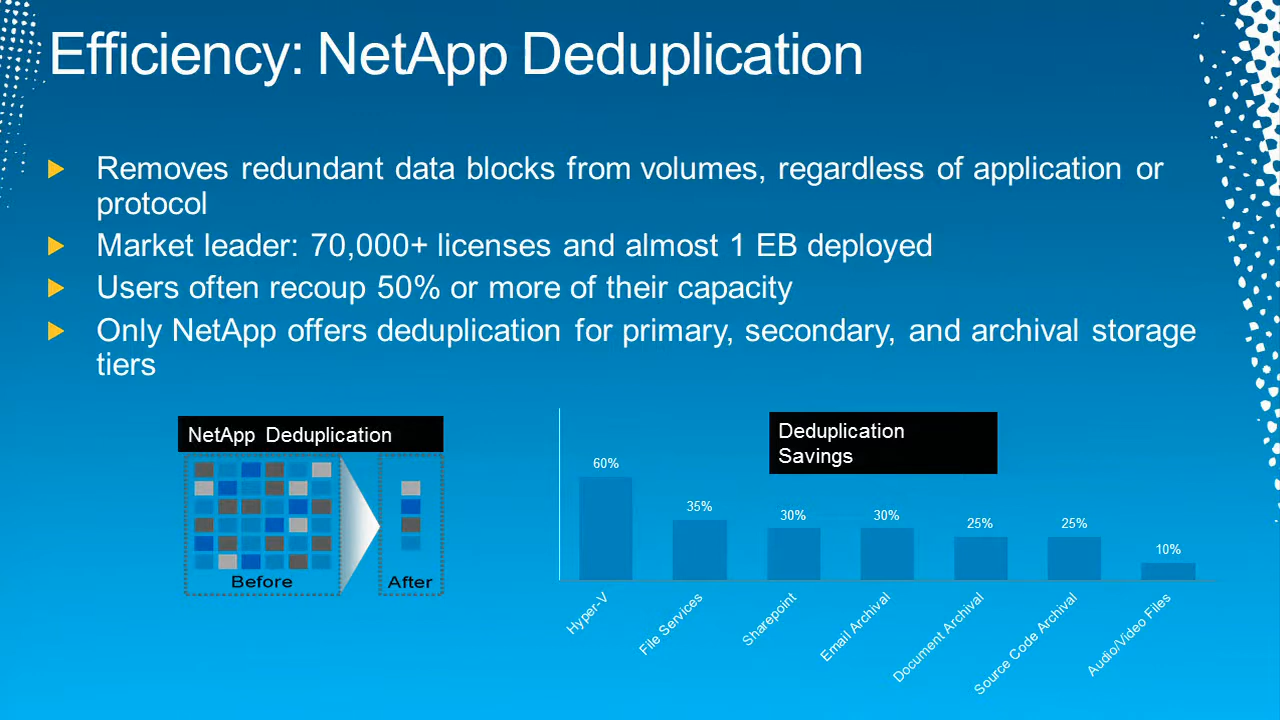 Efficiency: NetApp Deduplication
Removes redundant data blocks from volumes, regardless of application or
protocol
Market leader: 70,000+ licenses and almost 1 EB deployed
Users often recoup 50% or more of their capacity
Only NetApp offers deduplication for primary, secondary, and archival storage
tiers
NetApp Deduplication
Before
After
Deduplication
Savings
60%
35%
30%
30%
25%
25%
10%
Hyper-V
File Services
Sharepoint
Email Archival
Document Archival
Source Code Archival
Audio/Video Files